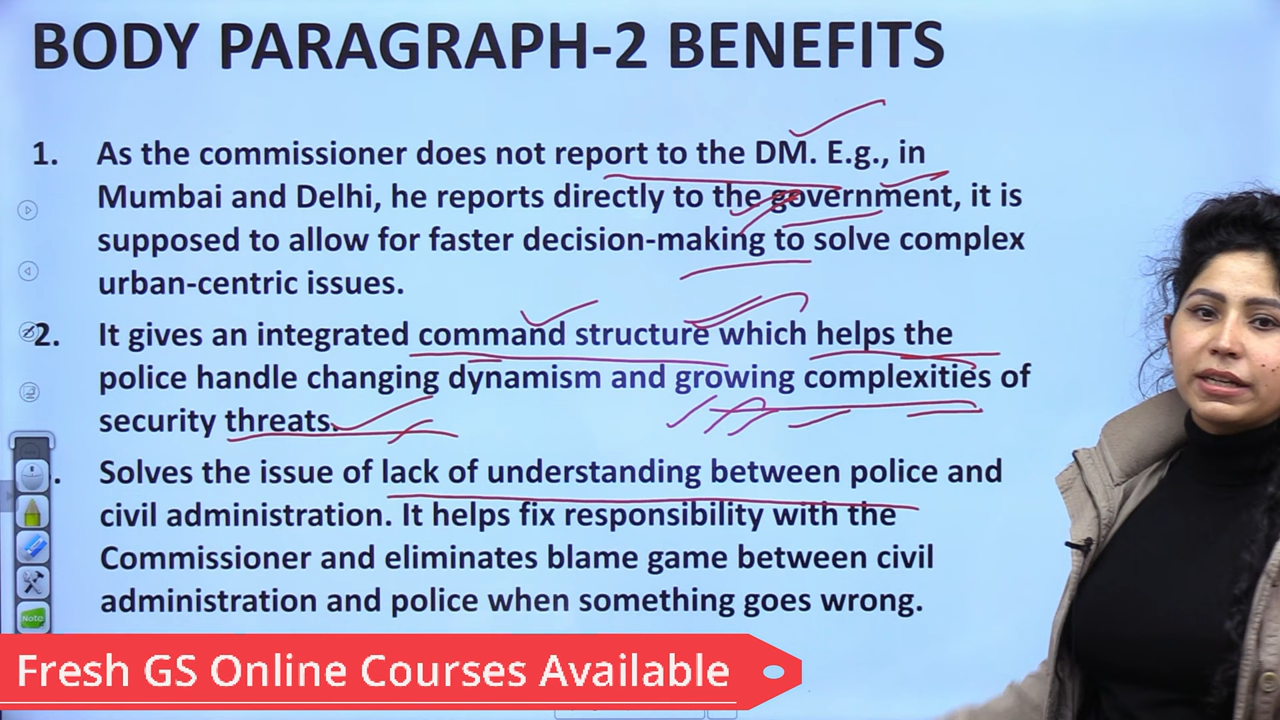 BODY PARAGRAPH-2 BENEFITS
1. As the commissioner does not report to the DM. E.g., in
Mumbai and Delhi, he reports directly to the government, it is
supposed to allow for faster decision-making to solve complex
urban-centric issues.
2. It gives an integrated command structure which helps the
police handle changing dynamism and growing complexities of
security threats.
. Solves the issue of lack of understanding between police and
civil administration. It helps fix responsibility with the
Commissioner and eliminates blame game between civil
administration and police when something goes wrong.
Note
Fresh GS Online Courses Available